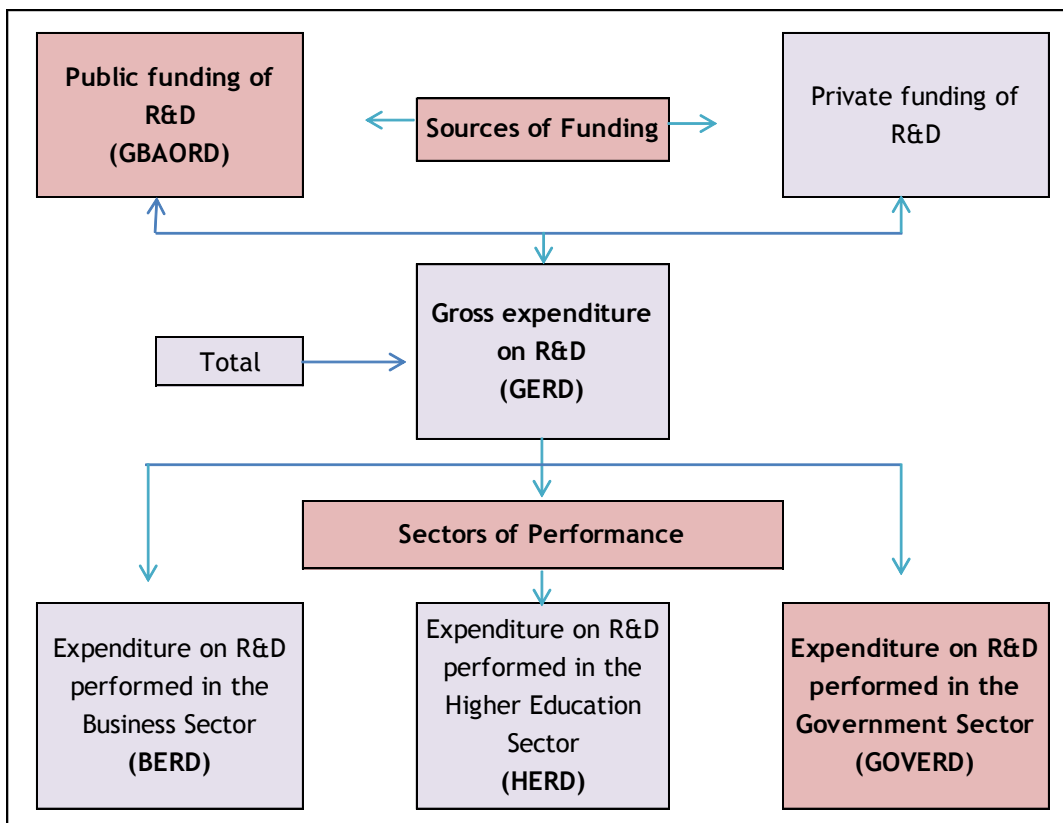 Public funding of
R&D
(GBAORD)
Sources of Funding
Private funding of
R&D
Gross expenditure
on R&D
(GERD)
Total
Sectors of Performance
Expenditure on R&D
performed in the
Business Sector
(BERD)
Expenditure on R&D
performed in the
Higher Education
Sector
(HERD)
Expenditure on R&D
performed in the
Government Sector
(GOVERD)